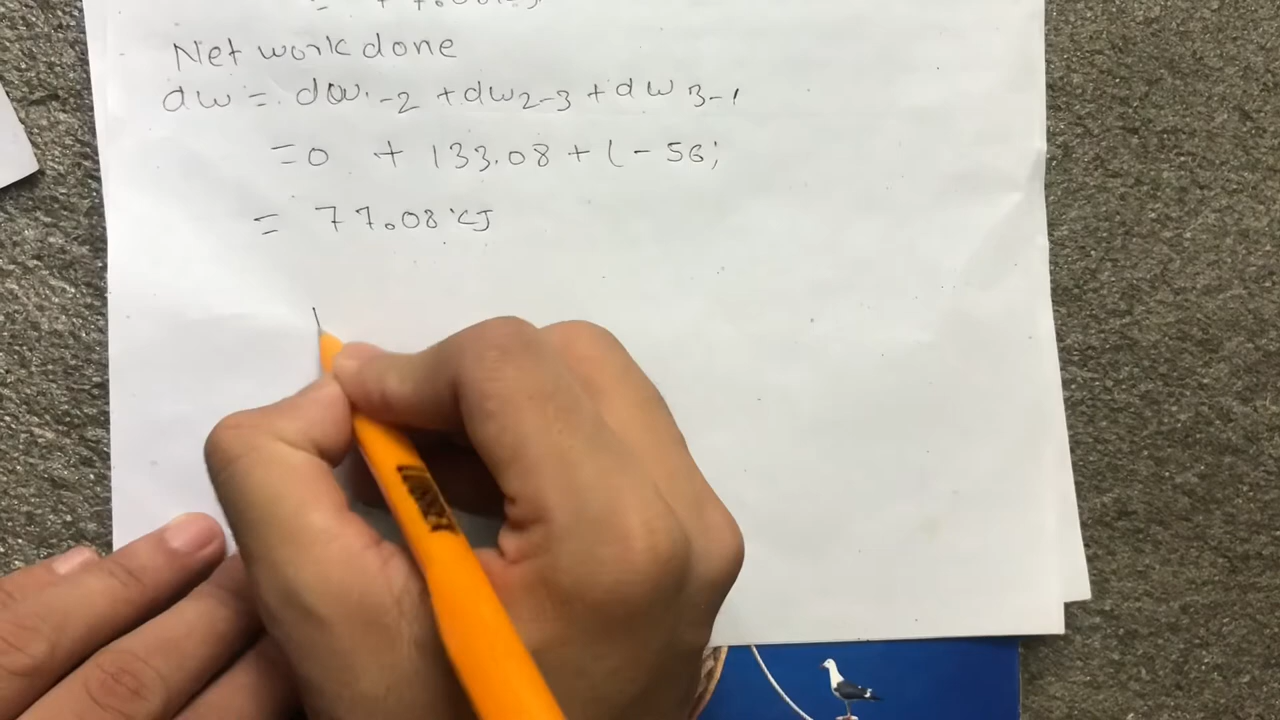 Net work done
dw = dw1-2 + dw2-3 + dw3-1
= 0 + 133.08 + (-56)
= 77.08 KJ